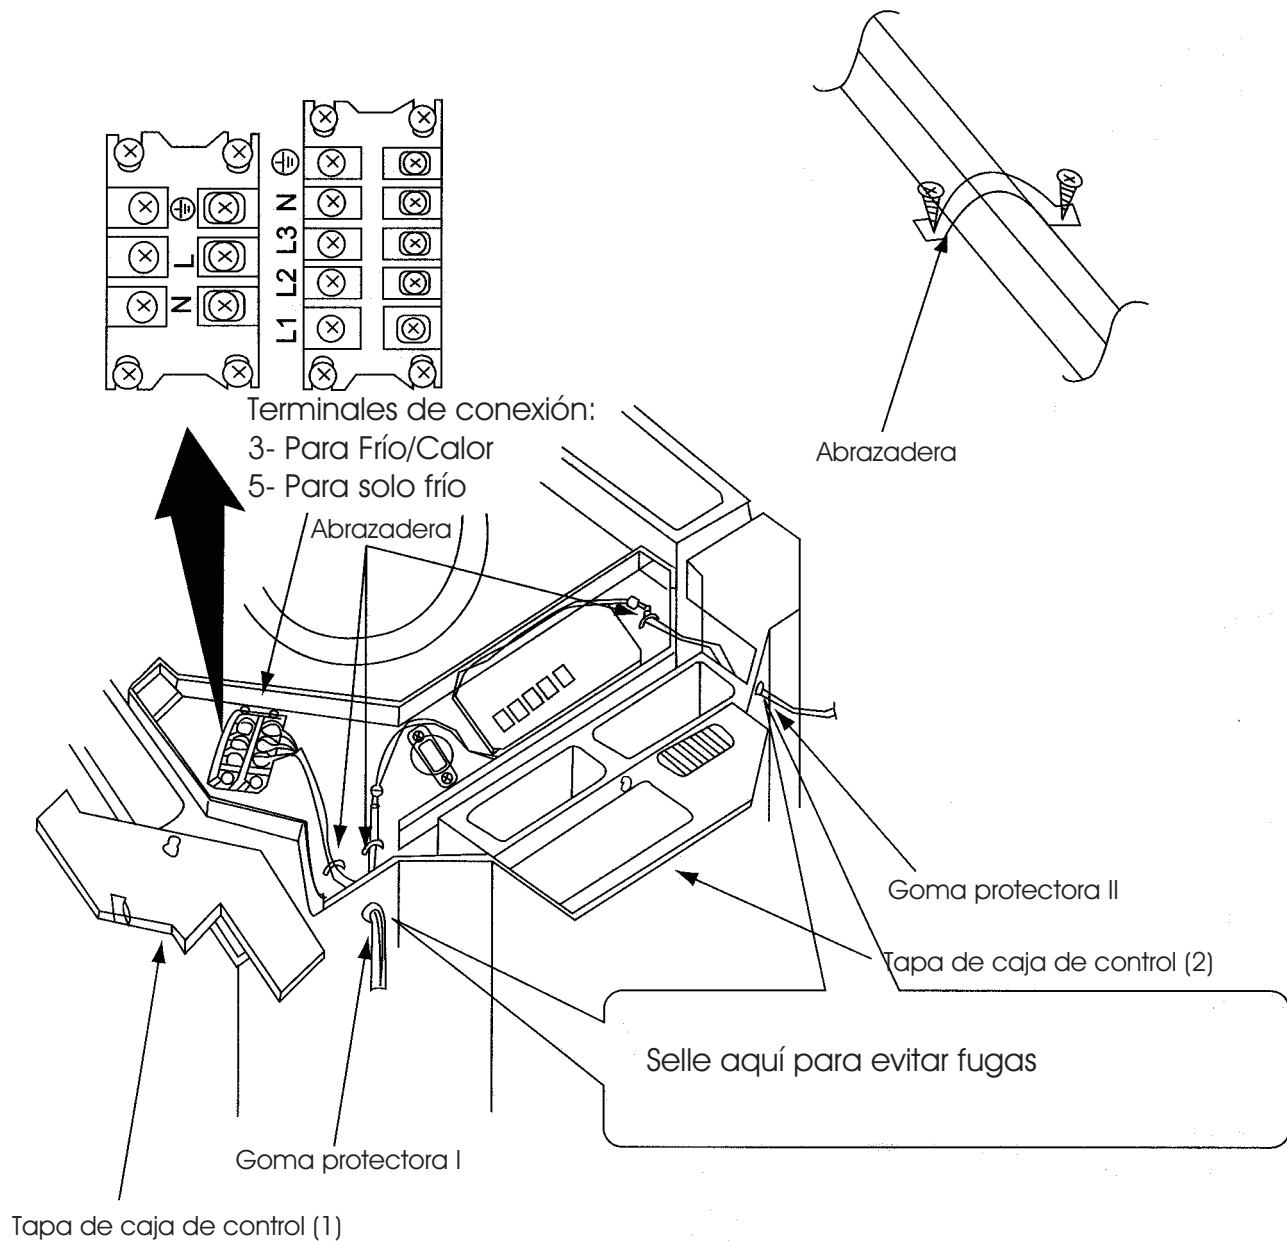 L
N
N
L3
L2
L1
Terminales de conexión:
3- Para Frío/Calor
5- Para solo frío
Abrazadera
Abrazadera
Goma protectora II
Tapa de caja de control (2)
Selle aquí para evitar fugas
Goma protectora I
Tapa de caja de control (1)